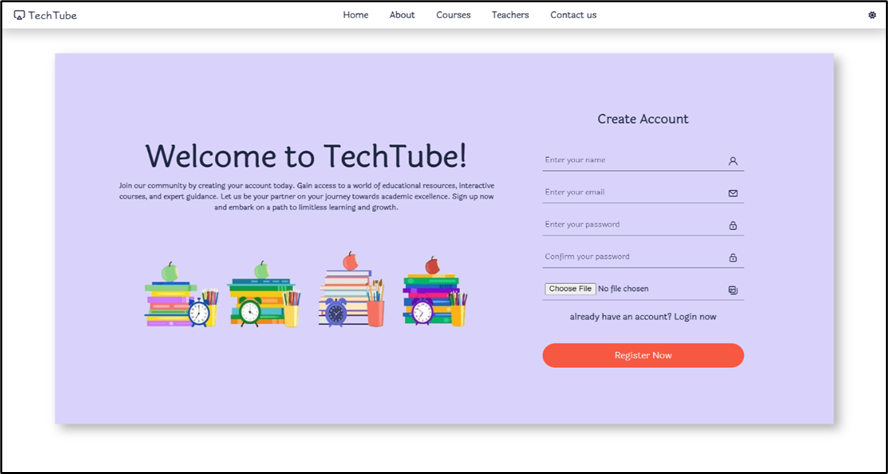 TechTube
Home About Courses Teachers Contact us
Welcome to TechTube!
Join our community by creating your account today. Gain access to a world of educational resources, interactive
courses, and expert guidance. Let us be your partner on your journey towards academic excellence. Sign up now
and embark on a path to limitless learning and growth.
Create Account
Enter your name
Enter your email
Enter your password
Confirm your password
Choose File No file chosen
already have an account? Login now
Register Now